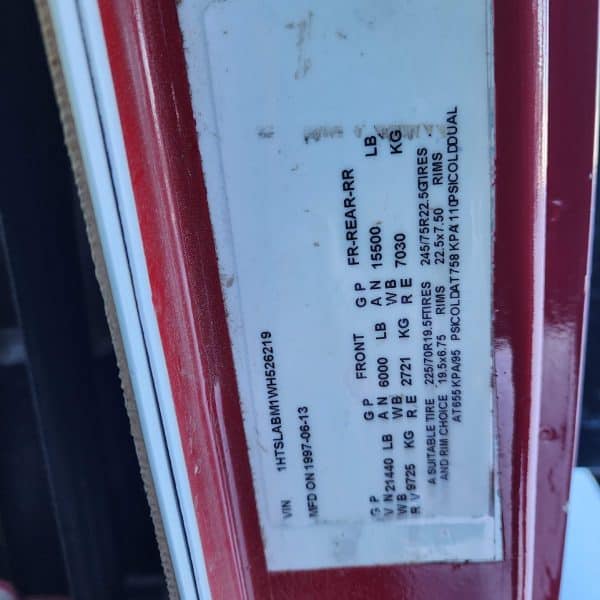 VIN 1HTSLABM1WH526219
MFD ON 1997-06-13
FRONT FR-REAR-RR
G P G P G P
V N 21440 LB A N 6000 LB A N 15500. LB
W B W B W B
R V 9725 KG R E 2721 KG R E 7030 KG
A SUITABLE TIRE 225/70R19.5FTIRES 245/75R22.5GTIRES .
AND RIM CHOICE 19.5x6.75 RIMS 22.5x7.50 RIMS
AT 655 KPA/95 PSICOLDAT 758 KPA 110PSICOLDDUAL